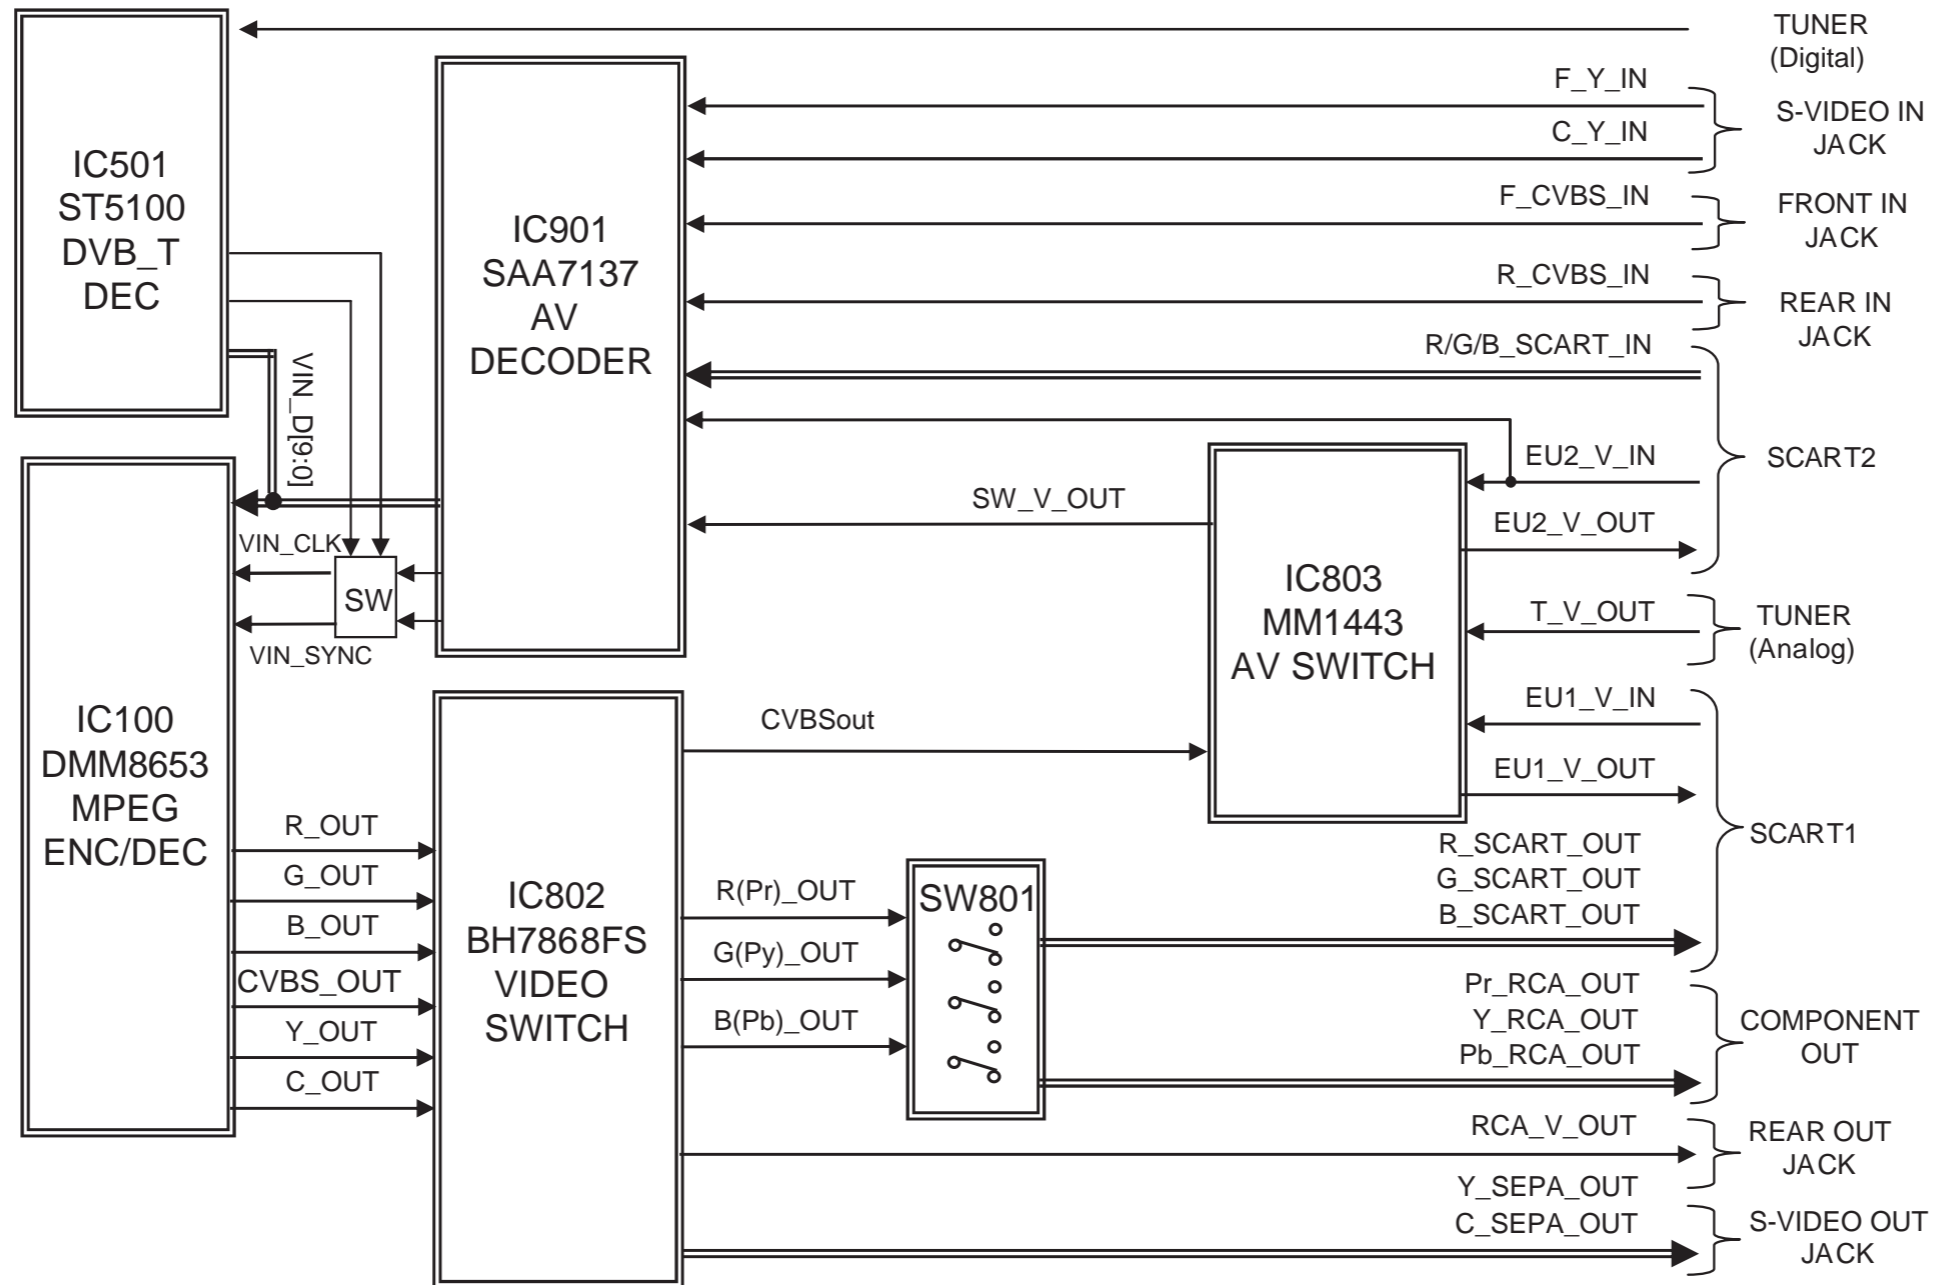 TUNER
(Digital)
F_Y_IN
C_Y_IN
S-VIDEO IN
JACK
F_CVBS_IN
FRONT IN
JACK
R_CVBS_IN
REAR IN
JACK
R/G/B_SCART_IN
EU2_V_IN
EU2_V_OUT
SCART2
T_V_OUT
TUNER
(Analog)
EU1_V_IN
EU1_V_OUT
R_SCART_OUT
G_SCART_OUT
B_SCART_OUT
SCART1
Pr_RCA_OUT
Y_RCA_OUT
Pb_RCA_OUT
COMPONENT
OUT
RCA_V_OUT
REAR OUT
JACK
Y_SEPA_OUT
C_SEPA_OUT
S-VIDEO OUT
JACK
IC501
ST5100
DVB_T
DEC
VIN_D[9:0]
IC901
SAA7137
AV
DECODER
SW_V_OUT
IC803
MM1443
AV SWITCH
VIN_CLK
SW
VIN_SYNC
IC100
DMM8653
MPEG
ENC/DEC
R_OUT
G_OUT
B_OUT
CVBS_OUT
Y_OUT
C_OUT
IC802
BH7868FS
VIDEO
SWITCH
CVBSout
R(Pr)_OUT
G(Py)_OUT
B(Pb)_OUT
SW801